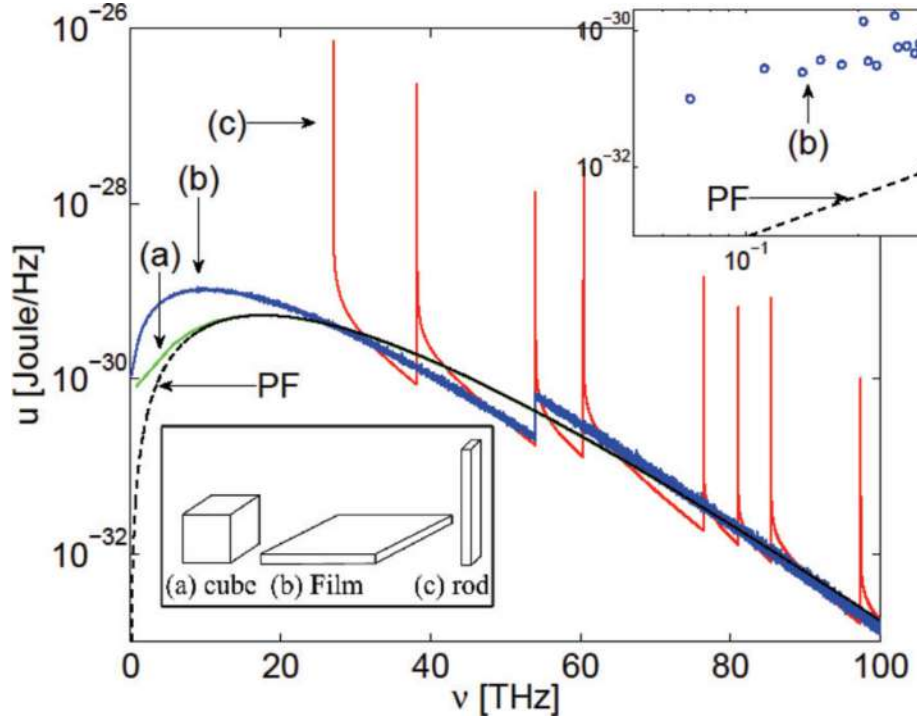 10⁻²⁶
10⁻²⁸
10⁻³⁰
10⁻³²
u [Joule/Hz]
(c)
(b)
(a)
PF
10⁻³⁰
10⁻³²
(b)
PF
10⁻¹
(a) cubc (b) Film (c) rod
0 20 40 60 80 100
ν [THz]